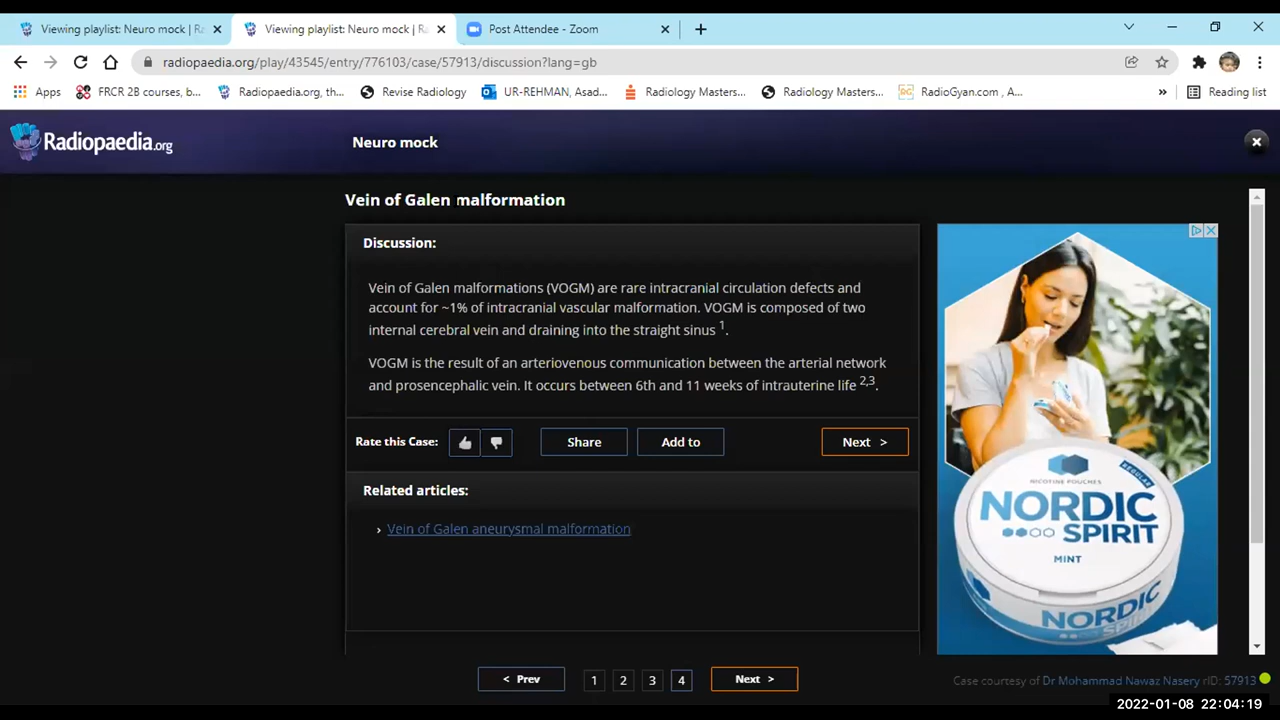 Viewing playlist: Neuro mock | Ra
Viewing playlist: Neuro mock | Ra
Post Attendee - Zoom
radiopaedia.org/play/43545/entry/776103/case/57913/discussion?lang=gb
Apps
FRCR 2B courses, b...
Radiopaedia.org, th...
Revise Radiology
UR-REHMAN, Asad...
Radiology Masters...
Radiology Masters...
RadioGyan.com , A...
»
Reading list
Radiopaedia.org
Neuro mock
Vein of Galen malformation
Discussion:
Vein of Galen malformations (VOGM) are rare intracranial circulation defects and
account for ~1% of intracranial vascular malformation. VOGM is composed of two
internal cerebral vein and draining into the straight sinus 1.
VOGM is the result of an arteriovenous communication between the arterial network
and prosencephalic vein. It occurs between 6th and 11 weeks of intrauterine life 2,3.
Rate this Case:
Share
Add to
Next >
Related articles:
› Vein of Galen aneurysmal malformation
NICOTINE POUCHES
REGULAR
NORDIC
SPIRIT
MINT
NORDIC
SPIRIT
< Prev
1
2
3
4
Next >
Case courtesy of Dr Mohammad Nawaz Nasery rID: 57913
2022-01-08 22:04:19